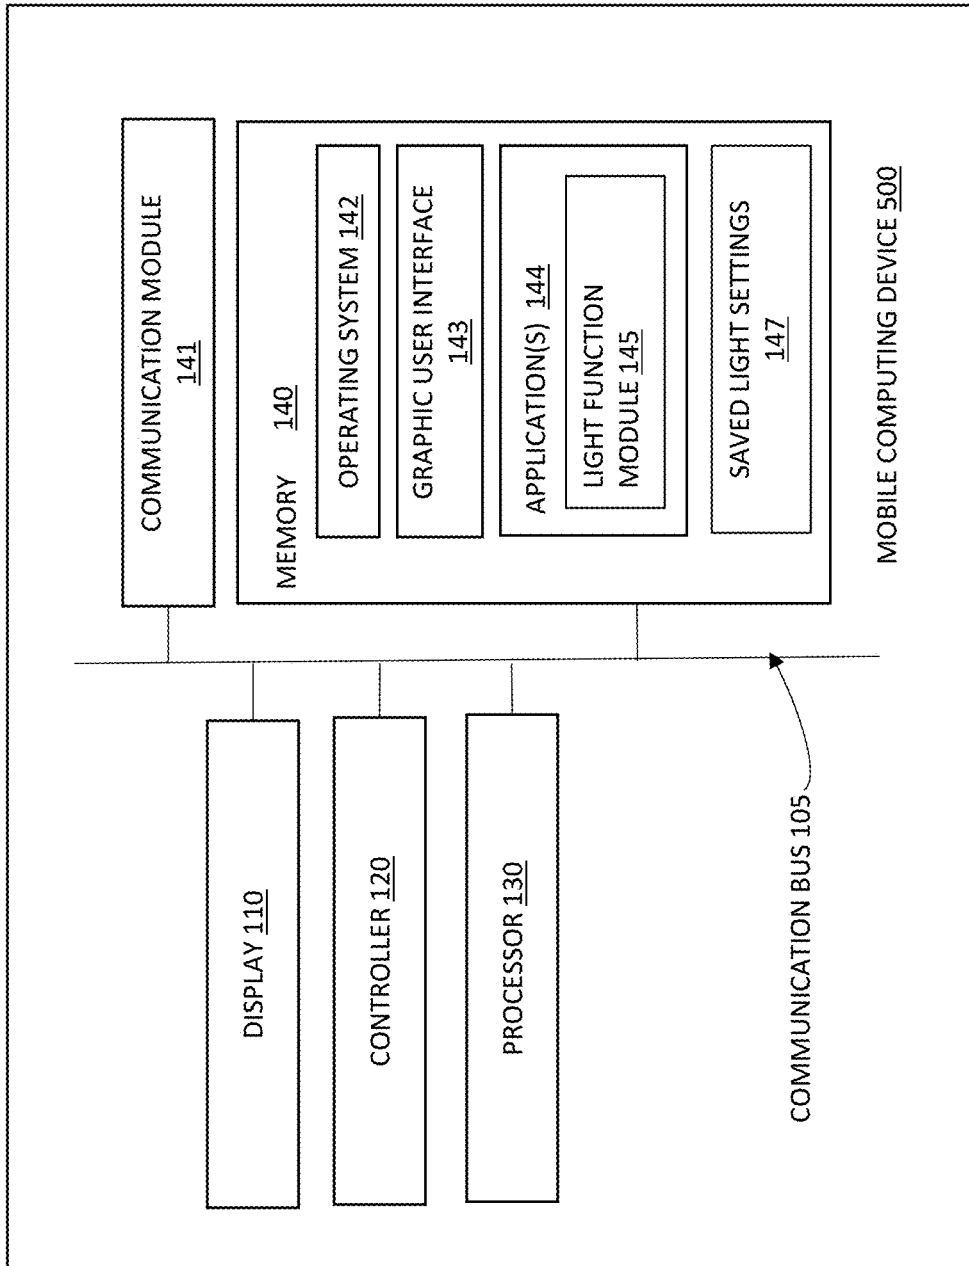 DISPLAY 110
CONTROLLER 120
PROCESSOR 130
COMMUNICATION BUS 105
COMMUNICATION MODULE
141
MEMORY 140
OPERATING SYSTEM 142
GRAPHIC USER INTERFACE
143
APPLICATION(S) 144
LIGHT FUNCTION
MODULE 145
SAVED LIGHT SETTINGS
147
MOBILE COMPUTING DEVICE 500